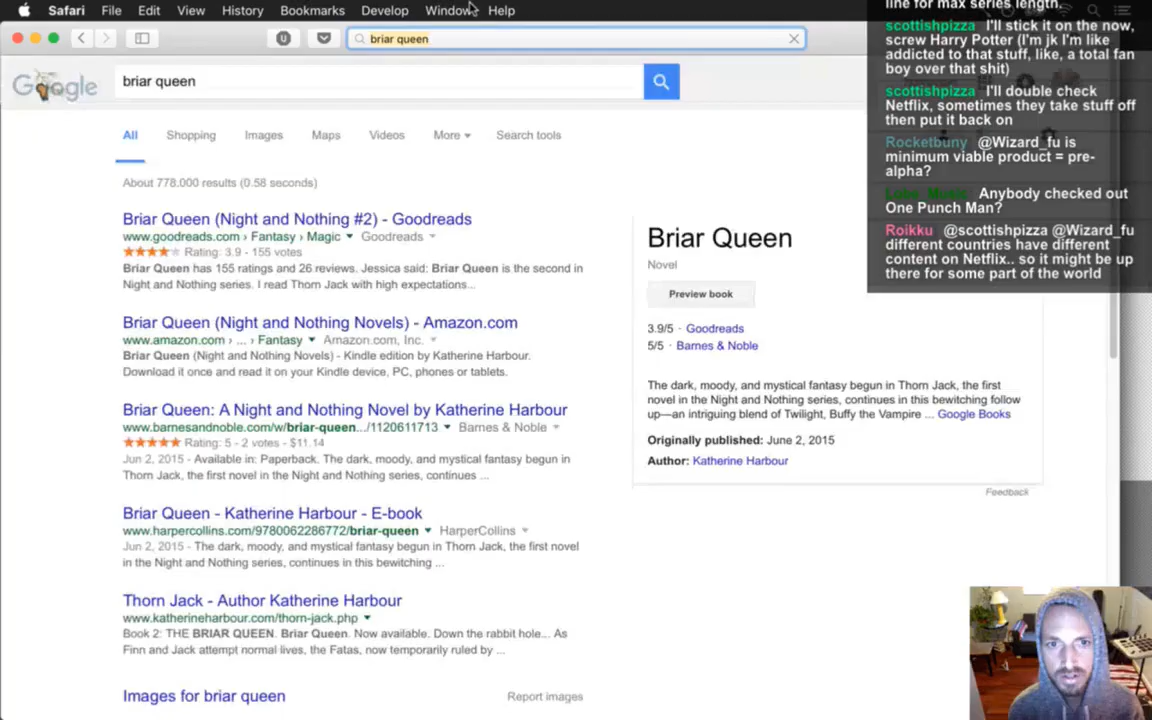 Safari File Edit View History Bookmarks Develop Window Help
briar queen
Google
briar queen
All Shopping Images Maps Videos More Search tools
About 778.000 results (0.58 seconds)
Briar Queen (Night and Nothing #2) - Goodreads
www.goodreads.com › Fantasy › Magic Goodreads
Rating: 3.9 - 155 votes
Briar Queen has 155 ratings and 26 reviews. Jessica said: Briar Queen is the second in
Night and Nothing series. I read Thorn Jack with high expectations...
Briar Queen (Night and Nothing Novels) - Amazon.com
www.amazon.com › ... › Fantasy Amazon.com, Inc.
Briar Queen (Night and Nothing Novels) - Kindle edition by Katherine Harbour.
Download it once and read it on your Kindle device, PC, phones or tablets.
Briar Queen: A Night and Nothing Novel by Katherine Harbour
www.barnesandnoble.com/w/briar-queen.../1120611713 Barnes & Noble
Rating: 5 - 2 votes - $11.14
Jun 2, 2015 - Available in: Paperback. The dark, moody, and mystical fantasy begun in
Thorn Jack, the first novel in the Night and Nothing series, continues ...
Briar Queen - Katherine Harbour - E-book
www.harpercollins.com/9780062286772/briar-queen HarperCollins
Jun 2, 2015 - The dark, moody, and mystical fantasy begun in Thorn Jack, the first novel
in the Night and Nothing series, continues in this bewitching ...
Thorn Jack - Author Katherine Harbour
www.katherineharbour.com/thorn-jack.php
Book 2: THE BRIAR QUEEN. Briar Queen. Now available. Down the rabbit hole... As
Finn and Jack attempt normal lives, the Fatas, now temporarily ruled by ...
Images for briar queen
Report images
Briar Queen
Novel
Preview book
3.9/5 · Goodreads
5/5 · Barnes & Noble
The dark, moody, and mystical fantasy begun in Thorn Jack, the first
novel in the Night and Nothing series, continues in this bewitching follow
up—an intriguing blend of Twilight, Buffy the Vampire ... Google Books
Originally published: June 2, 2015
Author: Katherine Harbour
Feedback
line for max series length.
scottishpizza I'll stick it on the now,
screw Harry Potter (I'm jk I'm like
addicted to that stuff, like, a total fan
boy over that shit)
scottishpizza I'll double check
Netflix, sometimes they take stuff off
then put it back on
Rocketbuny @Wizard_fu is
minimum viable product = pre-
alpha?
Anybody checked out
One Punch Man?
Roikku @scottishpizza @Wizard_fu
different countries have different
content on Netflix.. so it might be up
there for some part of the world